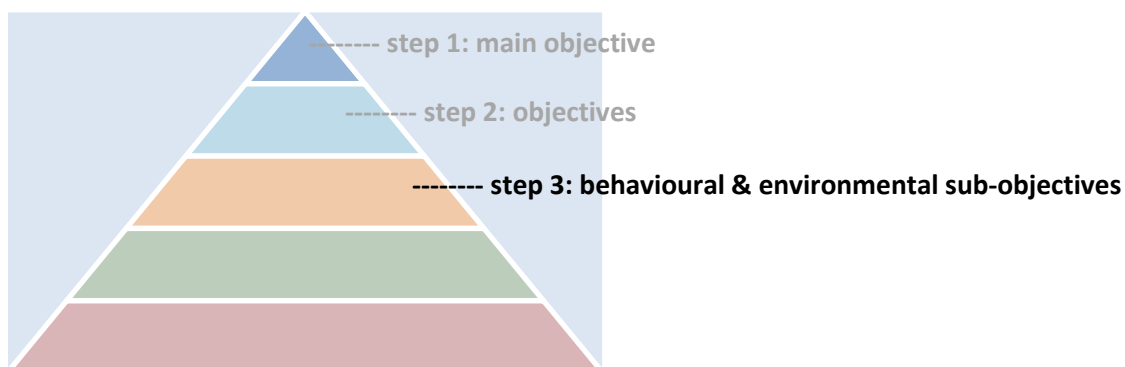 -------- step 1: main objective
-------- step 2: objectives
-------- step 3: behavioural & environmental sub-objectives